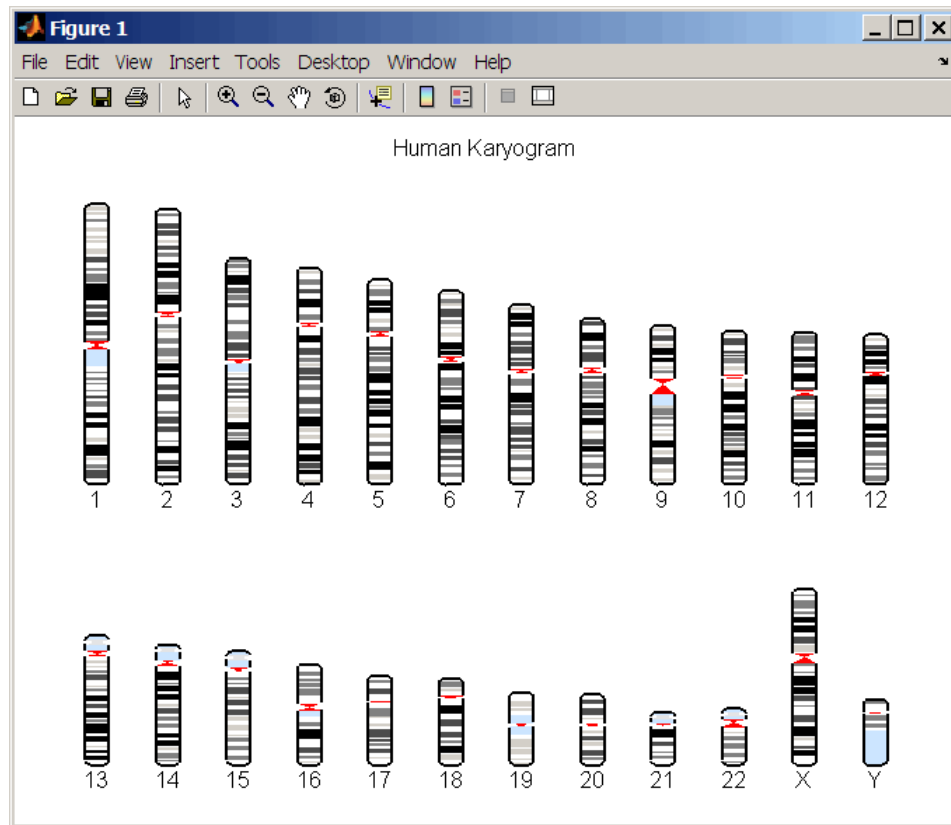 Figure 1
File Edit View Insert Tools Desktop Window Help
Human Karyogram
1 2 3 4 5 6 7 8 9 10 11 12
13 14 15 16 17 18 19 20 21 22 X Y